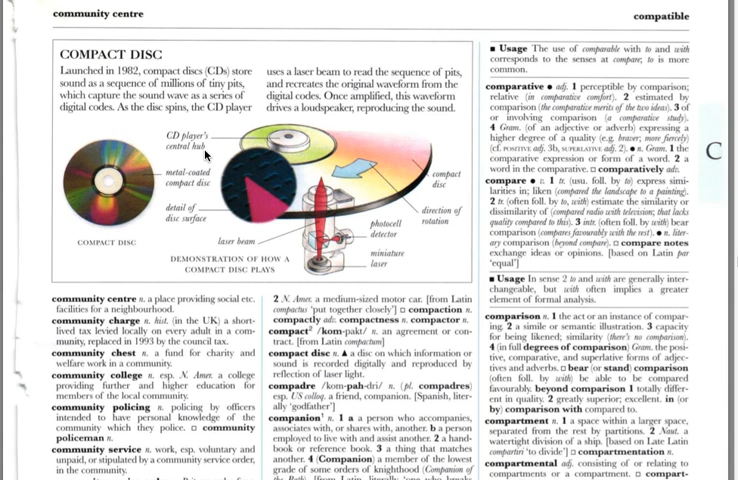 community centre
compatible
COMPACT DISC
Launched in 1982, compact discs (CDs) store
sound as a sequence of millions of tiny pits,
which capture the sound wave as a series of
digital codes. As the disc spins, the CD player
uses a laser beam to read the sequence of pits,
and recreates the original waveform from the
digital codes. Once amplified, this waveform
drives a loudspeaker, reproducing the sound.
CD player's
central hub
metal-coated
compact disc
detail of
disc surface
laser beam
compact
disc
direction of
rotation
photocell
detector
miniature
laser
COMPACT DISC
DEMONSTRATION OF HOW A
COMPACT DISC PLAYS
community centre n. a place providing social etc.
facilities for a neighbourhood.
community charge n. hist. (in the UK) a short-
lived tax levied locally on every adult in a com-
munity, replaced in 1993 by the council tax.
community chest n. a fund for charity and
welfare work in a community.
community college n. esp. N. Amer. a college
providing further and higher education for
members of the local community.
community policing n. policing by officers
intended to have personal knowledge of the
community which they police. □ community
policeman n.
community service n. work, esp. voluntary and
unpaid, or stipulated by a community service order,
in the community.
2 N. Amer. a medium-sized motor car. [from Latin
compactus 'put together closely'] □ compaction n.
compactly adv. compactness n. compactor n.
compact² /kom-pakt/ n. an agreement or con-
tract. [from Latin compactum]
compact disc n. ▲ a disc on which information or
sound is recorded digitally and reproduced by
reflection of laser light.
compadre /kom-pah-dri/ n. (pl. compadres)
esp. US colloq. a friend, companion. [Spanish, liter-
ally 'godfather']
companion¹ n. 1 a a person who accompanies,
associates with, or shares with, another. b a person
employed to live with and assist another. 2 a hand-
book or reference book. 3 a thing that matches
another. 4 (Companion) a member of the lowest
grade of some orders of knighthood (Companion of
■ Usage The use of comparable with to and with
corresponds to the senses at compare; to is more
common.
comparative ● adj. 1 perceptible by comparison;
relative (in comparative comfort). 2 estimated by
comparison (the comparative merits of the two ideas). 3 of
or involving comparison (a comparative study).
4 Gram. (of an adjective or adverb) expressing a
higher degree of a quality (e.g. braver, more fiercely)
(cf. POSITIVE adj. 3b, SUPERLATIVE adj. 2). ● n. Gram. 1 the
comparative expression or form of a word. 2 a
word in the comparative. □ comparatively adv.
compare ● v. 1 tr. (usu. foll. by to) express simi-
larities in; liken (compared the landscape to a painting).
2 tr. (often foll. by to, with) estimate the similarity or
dissimilarity of (compared radio with television; that lacks
quality compared to this). 3 intr. (often foll. by with) bear
comparison (compares favourably with the rest). ● n. liter-
ary comparison (beyond compare). □ compare notes
exchange ideas or opinions. [based on Latin par
'equal']
■ Usage In sense 2 to and with are generally inter-
changeable, but with often implies a greater
element of formal analysis.
comparison n. 1 the act or an instance of compar-
ing. 2 a simile or semantic illustration. 3 capacity
for being likened; similarity (there's no comparison).
4 (in full degrees of comparison) Gram. the posi-
tive, comparative, and superlative forms of adjec-
tives and adverbs. □ bear (or stand) comparison
(often foll. by with) be able to be compared
favourably. beyond comparison 1 totally differ-
ent in quality. 2 greatly superior; excellent. in (or
by) comparison with compared to.
compartment n. 1 a space within a larger space,
separated from the rest by partitions. 2 Naut. a
watertight division of a ship. [based on Late Latin
compartiri 'to divide'] □ compartmentation n.
compartmental adj. consisting of or relating to
compartments or a compartment. □ compart-
C